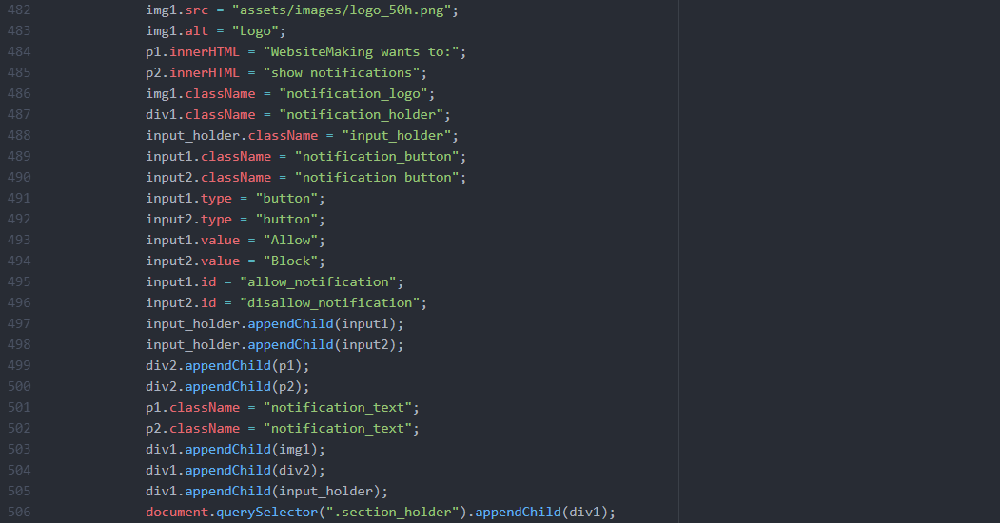 482 img1.src = "assets/images/logo_50h.png";
483 img1.alt = "Logo";
484 p1.innerHTML = "WebsiteMaking wants to:";
485 p2.innerHTML = "show notifications";
486 img1.className = "notification_logo";
487 div1.className = "notification_holder";
488 input_holder.className = "input_holder";
489 input1.className = "notification_button";
490 input2.className = "notification_button";
491 input1.type = "button";
492 input2.type = "button";
493 input1.value = "Allow";
494 input2.value = "Block";
495 input1.id = "allow_notification";
496 input2.id = "disallow_notification";
497 input_holder.appendChild(input1);
498 input_holder.appendChild(input2);
499 div2.appendChild(p1);
500 div2.appendChild(p2);
501 p1.className = "notification_text";
502 p2.className = "notification_text";
503 div1.appendChild(img1);
504 div1.appendChild(div2);
505 div1.appendChild(input_holder);
506 document.querySelector(".section_holder").appendChild(div1);